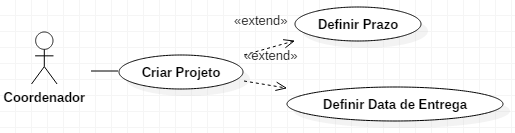 «extend»
Definir Prazo
«extend»
Criar Projeto
Coordenador
Definir Data de Entrega